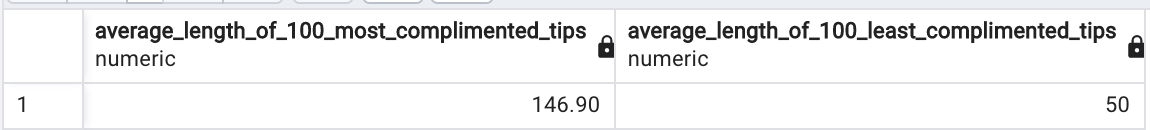 average_length_of_100_most_complimented_tips average_length_of_100_least_complimented_tips
numeric numeric
1 146.90 50